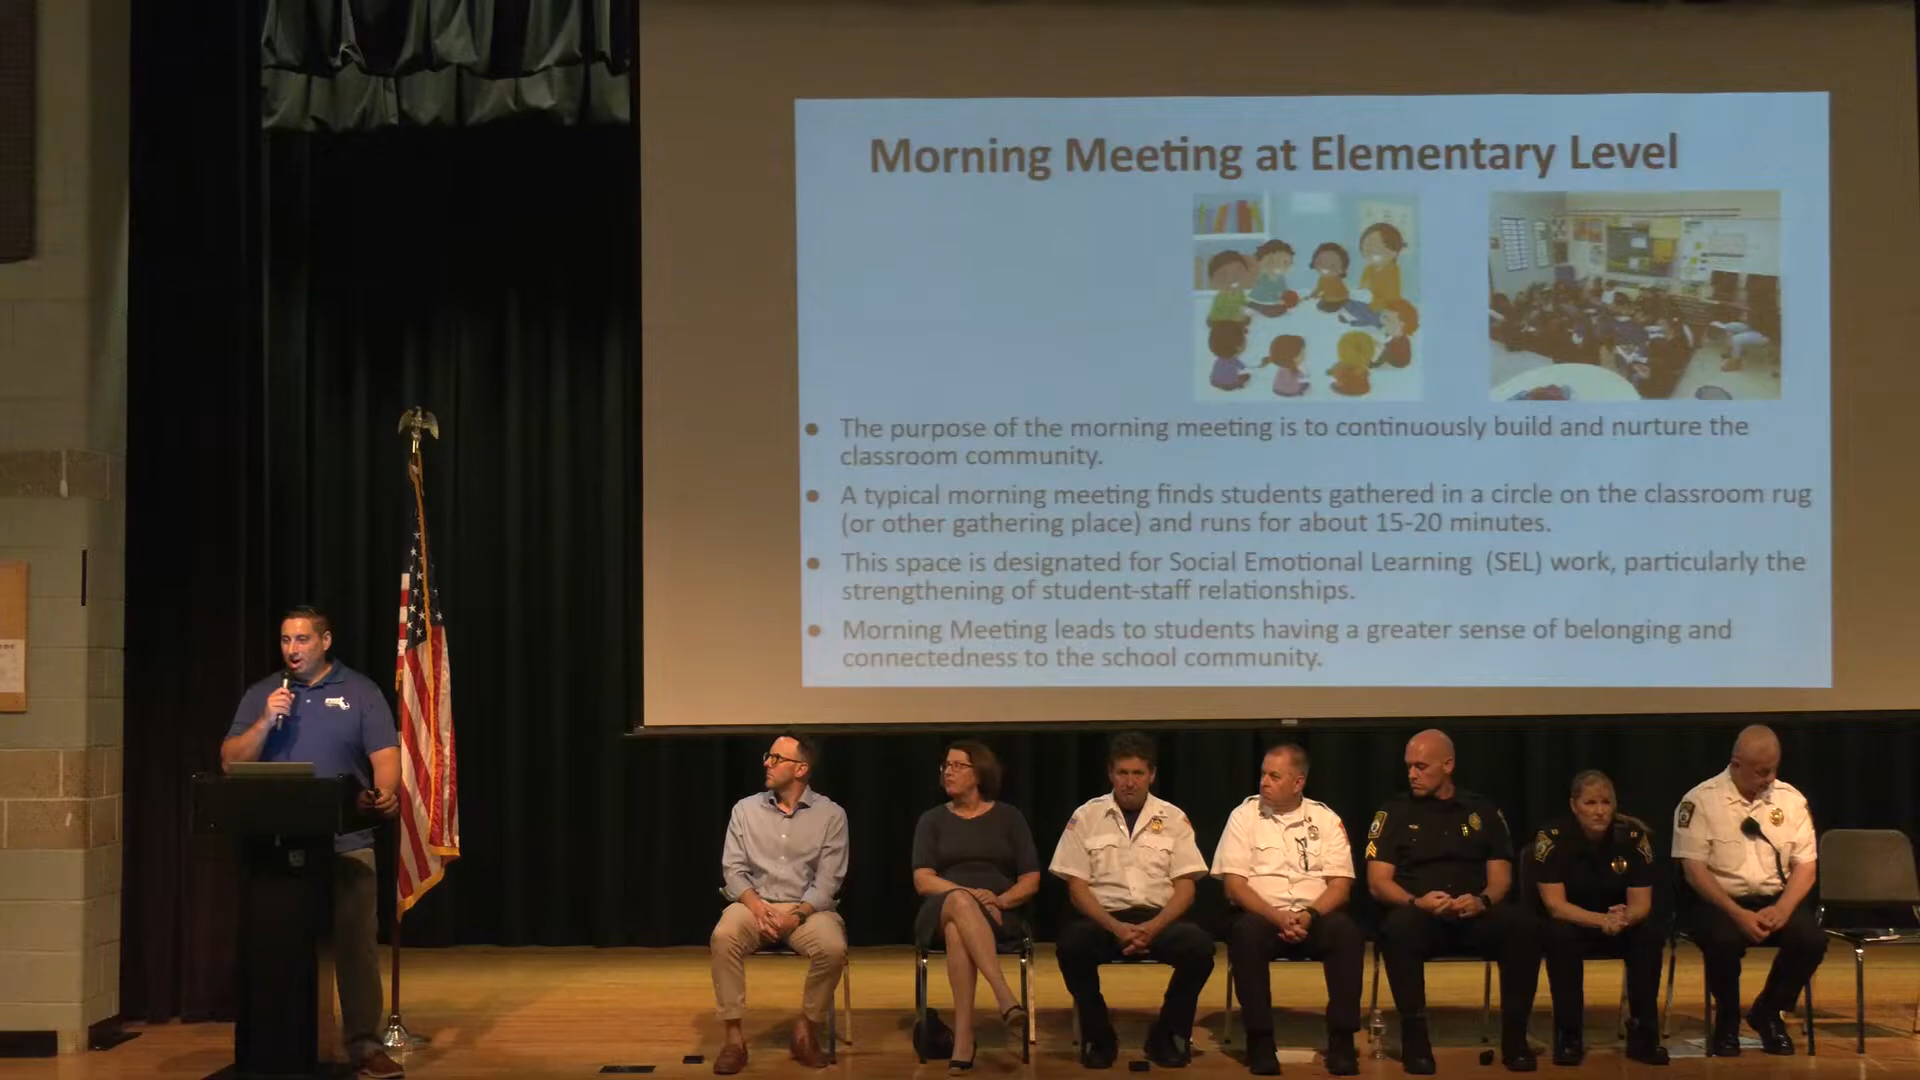 Morning Meeting at Elementary Level
● The purpose of the morning meeting is to continuously build and nurture the
classroom community.
● A typical morning meeting finds students gathered in a circle on the classroom rug
(or other gathering place) and runs for about 15-20 minutes.
● This space is designated for Social Emotional Learning (SEL) work, particularly the
strengthening of student-staff relationships.
● Morning Meeting leads to students having a greater sense of belonging and
connectedness to the school community.